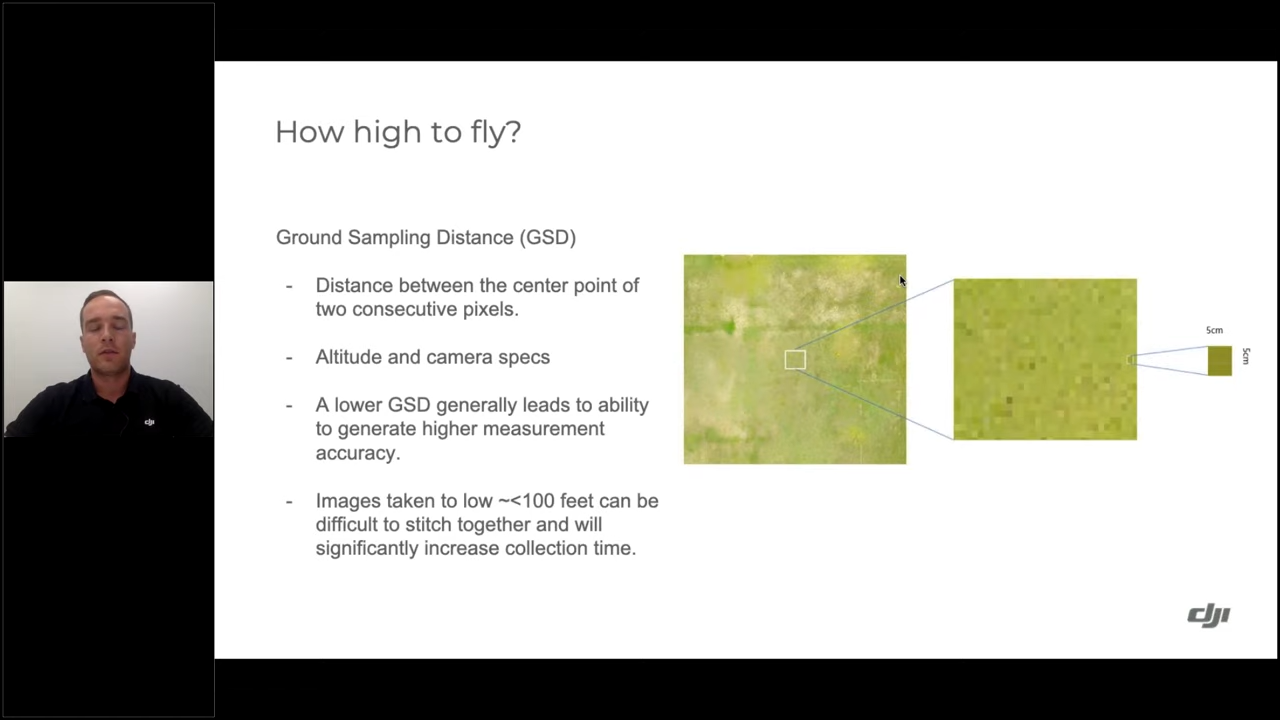 How high to fly?
Ground Sampling Distance (GSD)
- Distance between the center point of
two consecutive pixels.
- Altitude and camera specs
- A lower GSD generally leads to ability
to generate higher measurement
accuracy.
- Images taken to low ~<100 feet can be
difficult to stitch together and will
significantly increase collection time.
5cm
5cm
dji
dji